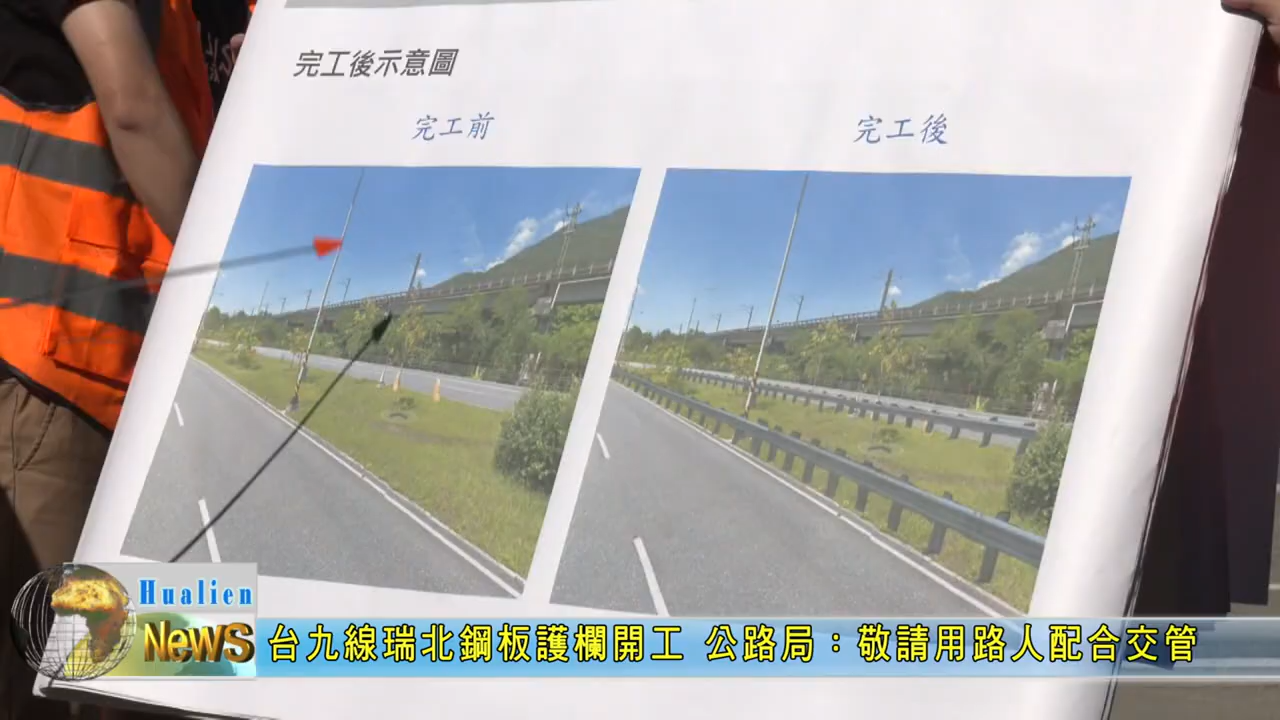 完工後示意圖
完工前
完工後
Hualien
News
台九線瑞北鋼板護欄開工 公路局：敬請用路人配合交管